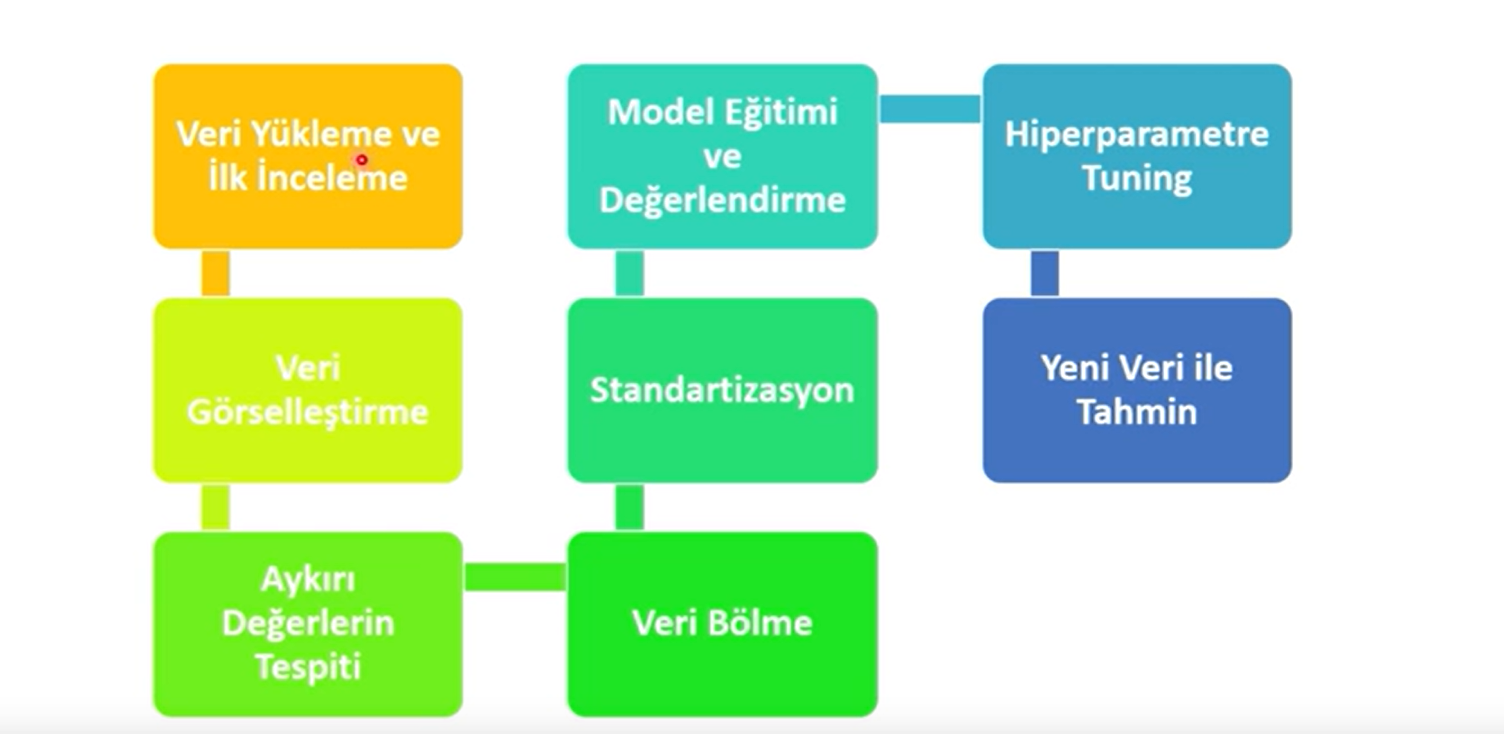 Veri Yükleme ve
İlk İnceleme
Veri
Görselleştirme
Aykırı
Değerlerin
Tespiti
Veri Bölme
Standartizasyon
Model Eğitimi
ve
Değerlendirme
Hiperparametre
Tuning
Yeni Veri ile
Tahmin